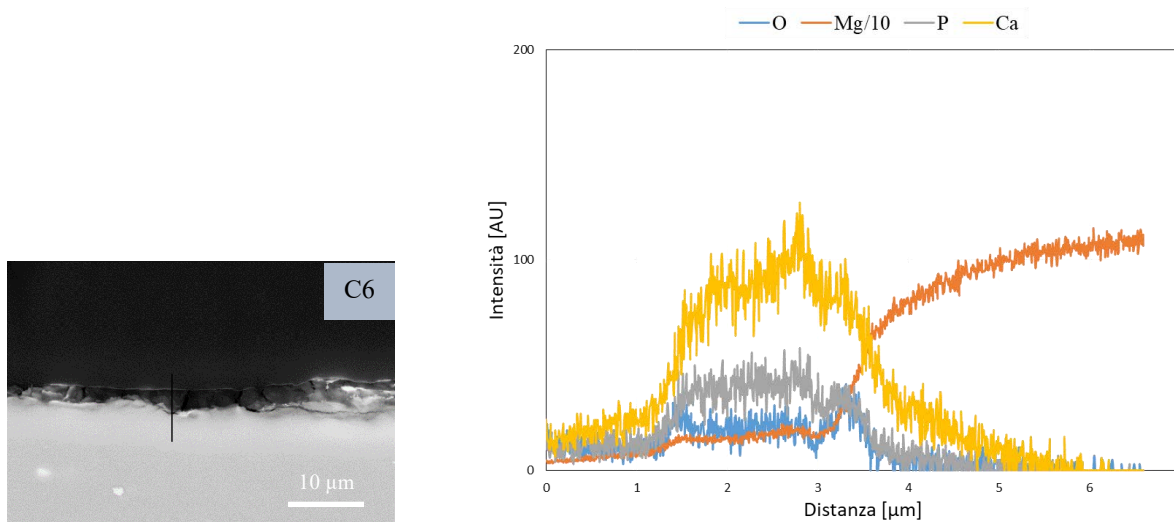 C6
10 µm
O Mg/10 P Ca
200
100
0
Intensità [AU]
0 1 2 3 4 5 6
Distanza [µm]